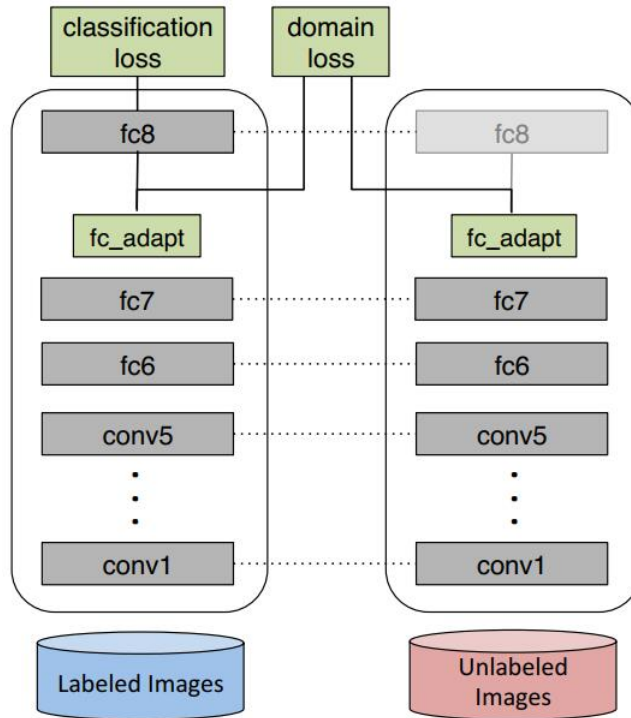 classification
loss
domain
loss
fc8
fc8
fc_adapt
fc_adapt
fc7
fc7
fc6
fc6
conv5
conv5
conv1
conv1
Labeled Images
Unlabeled
Images